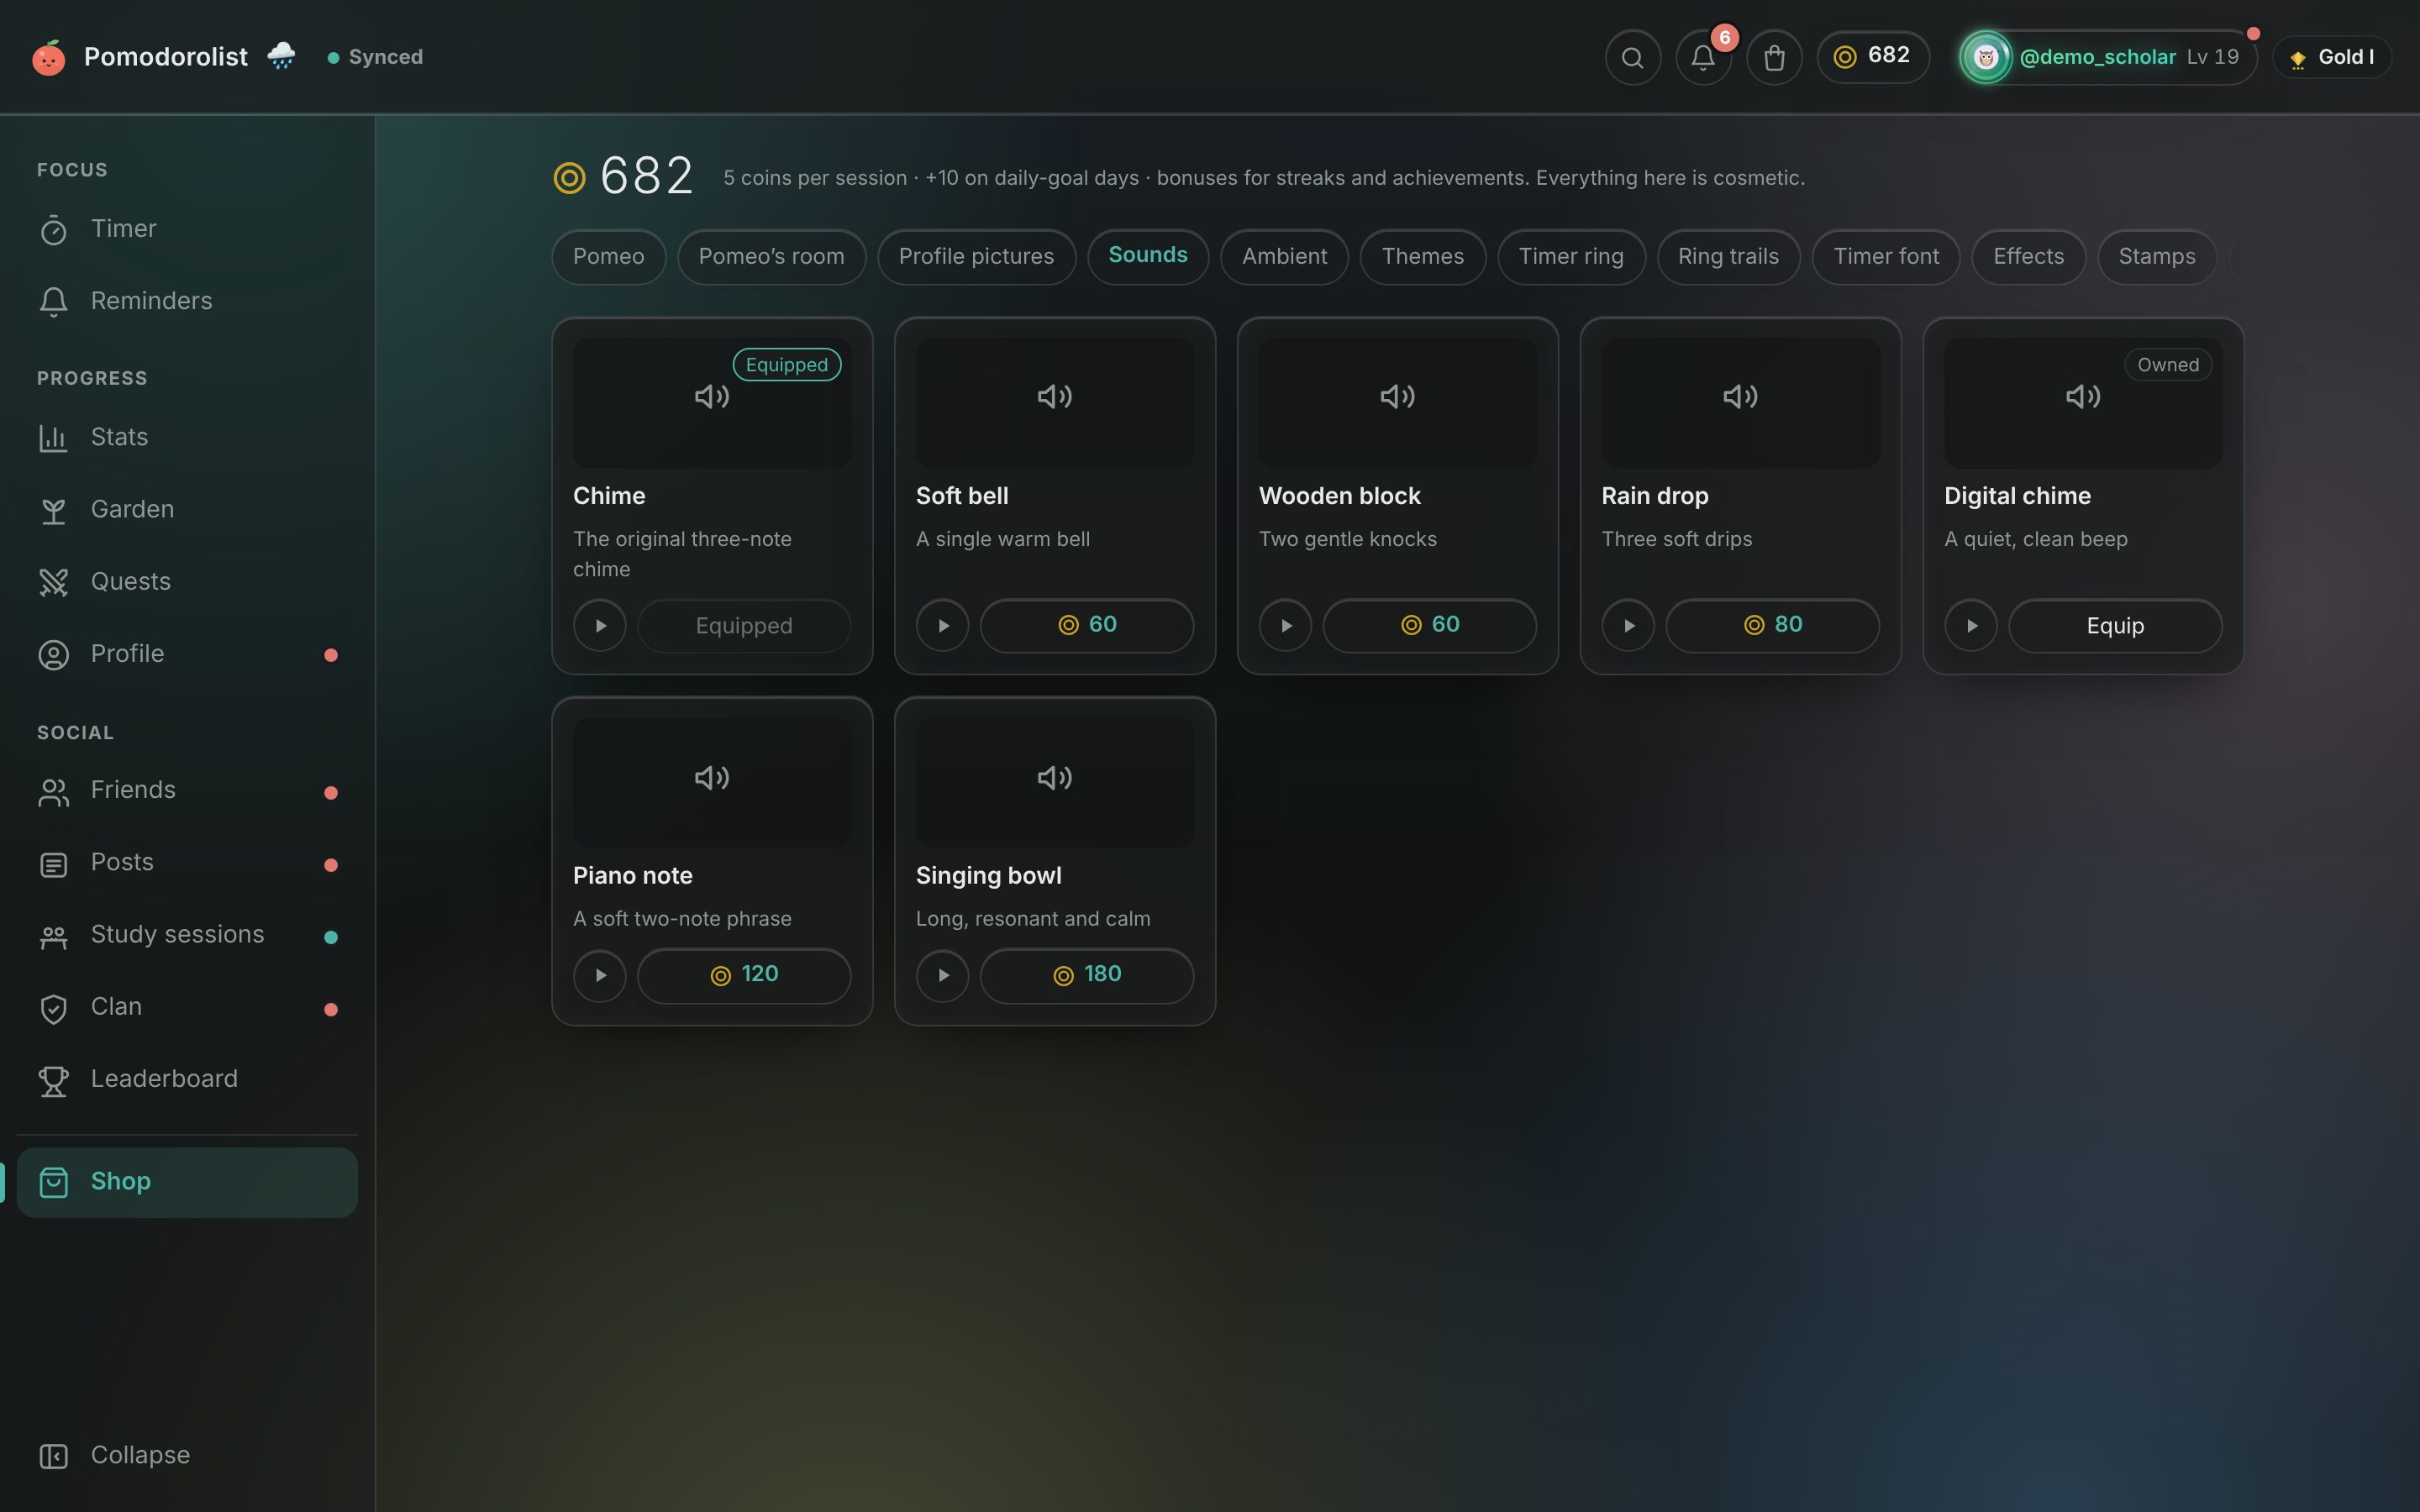 Pomodorolist
Synced
6
682
@demo_scholar Lv 19
Gold I
FOCUS
Timer
Reminders
PROGRESS
Stats
Garden
Quests
Profile
SOCIAL
Friends
Posts
Study sessions
Clan
Leaderboard
Shop
Collapse
682
5 coins per session · +10 on daily-goal days · bonuses for streaks and achievements. Everything here is cosmetic.
Pomeo
Pomeo’s room
Profile pictures
Sounds
Ambient
Themes
Timer ring
Ring trails
Timer font
Effects
Stamps
Equipped
Chime
The original three-note
chime
Equipped
Soft bell
A single warm bell
60
Wooden block
Two gentle knocks
60
Rain drop
Three soft drips
80
Owned
Digital chime
A quiet, clean beep
Equip
Piano note
A soft two-note phrase
120
Singing bowl
Long, resonant and calm
180